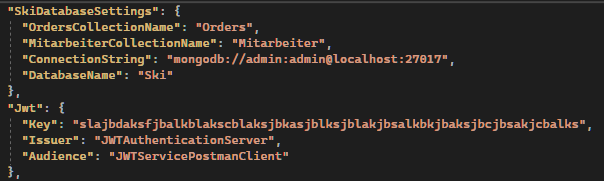 "SkiDatabaseSettings": {
"OrdersCollectionName": "Orders",
"MitarbeiterCollectionName": "Mitarbeiter",
"ConnectionString": "mongodb://admin:admin@localhost:27017",
"DatabaseName": "Ski"
},
"Jwt": {
"Key": "slajbdaksfjbalkblakscblaksjbkasjblksjblakjbsalkbkjbaksjbcjbsakjcbalks",
"Issuer": "JWTAuthenticationServer",
"Audience": "JWTServicePostmanClient"
},